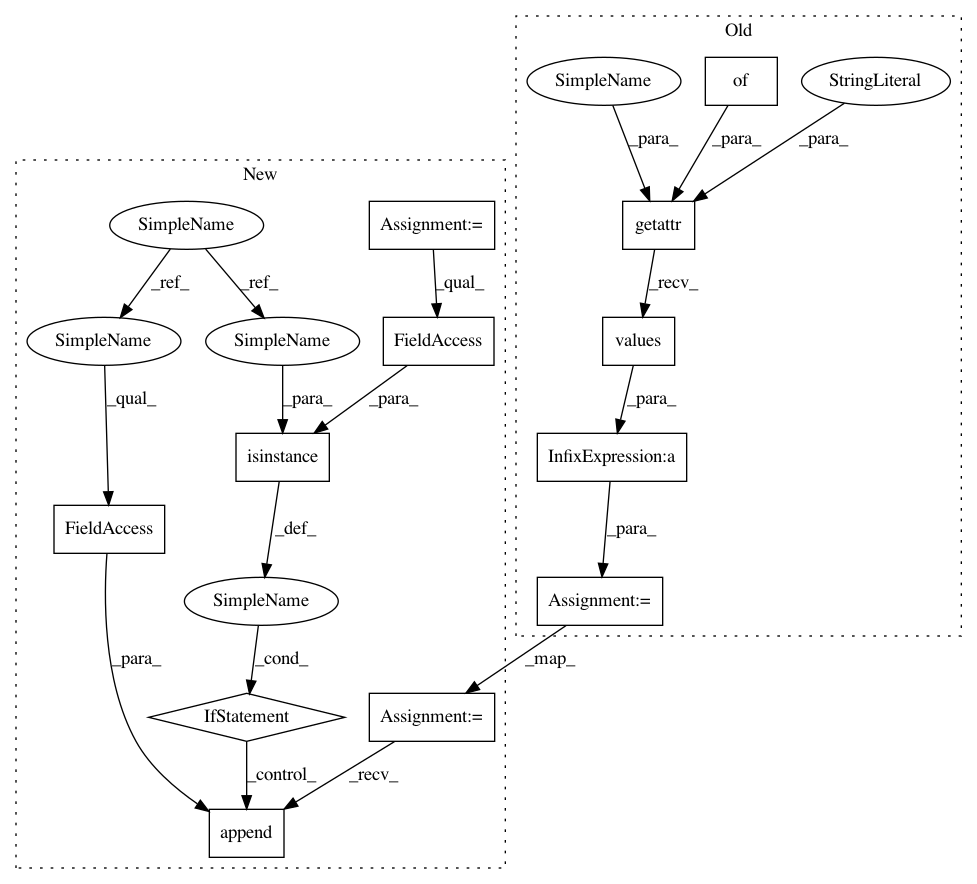 Old
SimpleName
of
StringLiteral
_para_
_para_
_para_
New
SimpleName
Assignment:=
getattr
_ref_
_ref_
_qual_
_recv_
SimpleName
SimpleName
FieldAccess
values
_qual_
_para_
_para_
_para_
isinstance
InfixExpression:a
FieldAccess
_def_
_para_
SimpleName
Assignment:=
_para_
_cond_
_map_
IfStatement
Assignment:=
_control_
_recv_
append